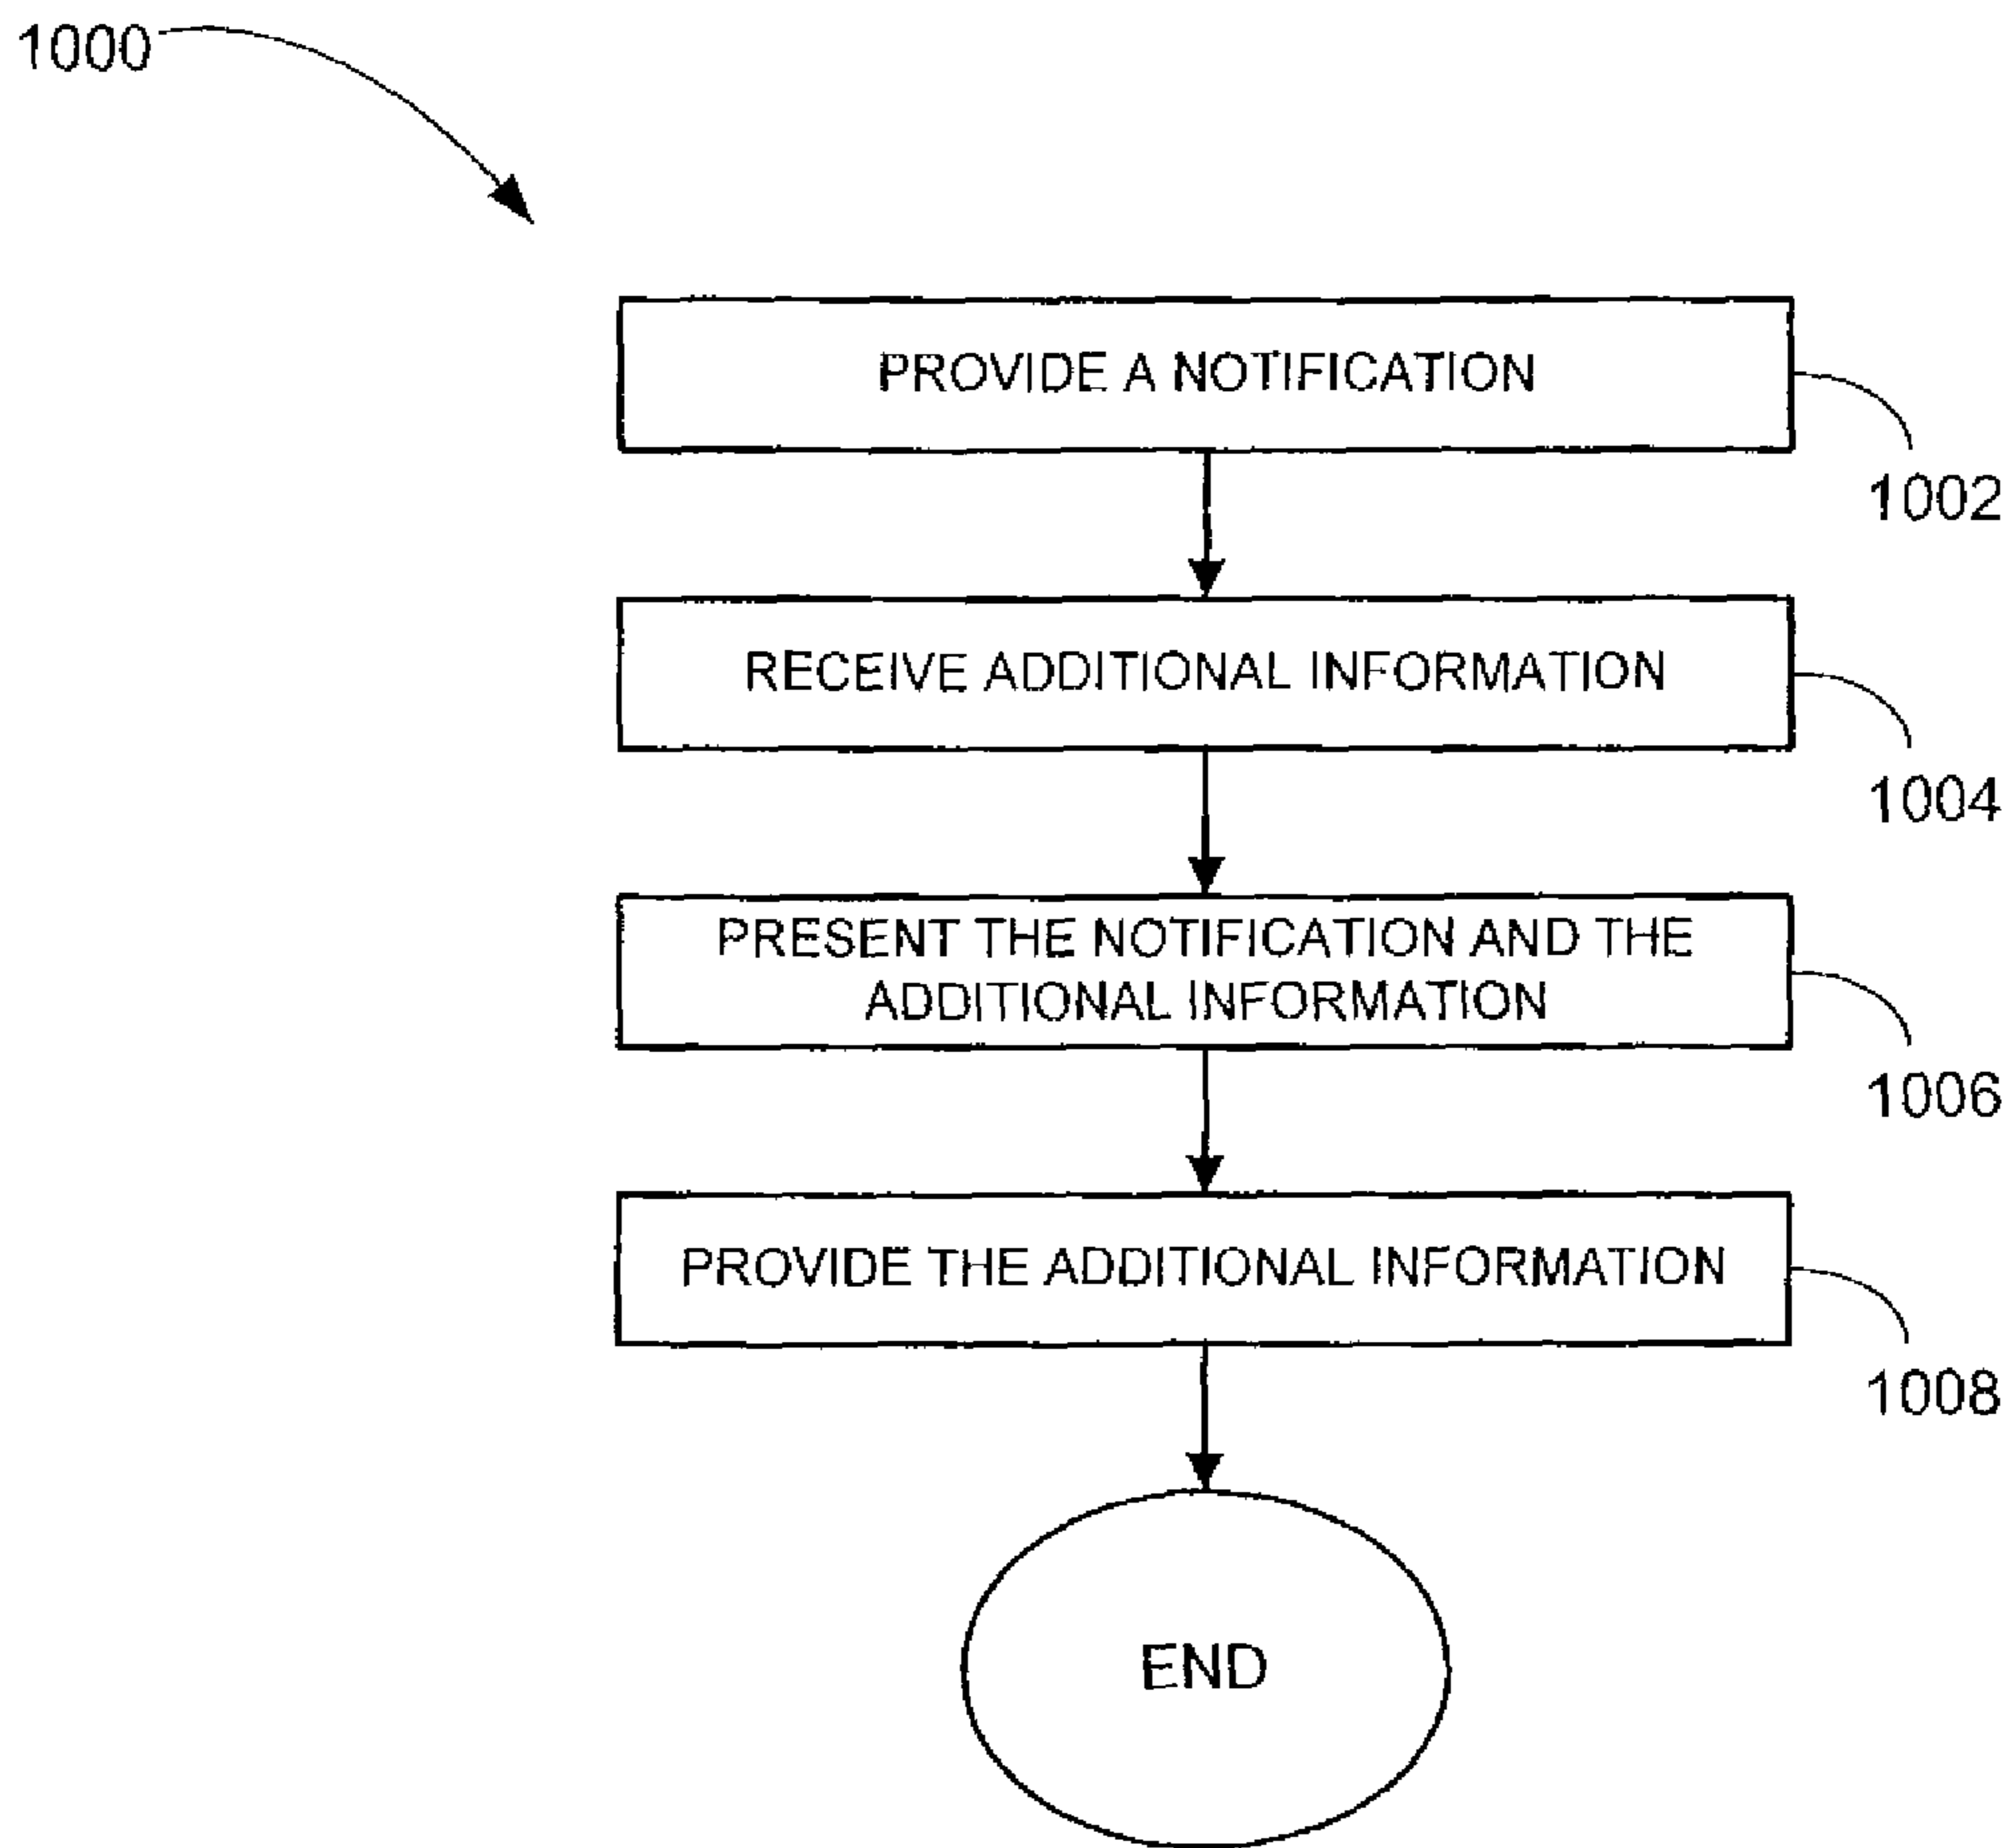 1000
PROVIDE A NOTIFICATION
1002
RECEIVE ADDITIONAL INFORMATION
1004
PRESENT THE NOTIFICATION AND THE
ADDITIONAL INFORMATION
1006
PROVIDE THE ADDITIONAL INFORMATION
1008
END